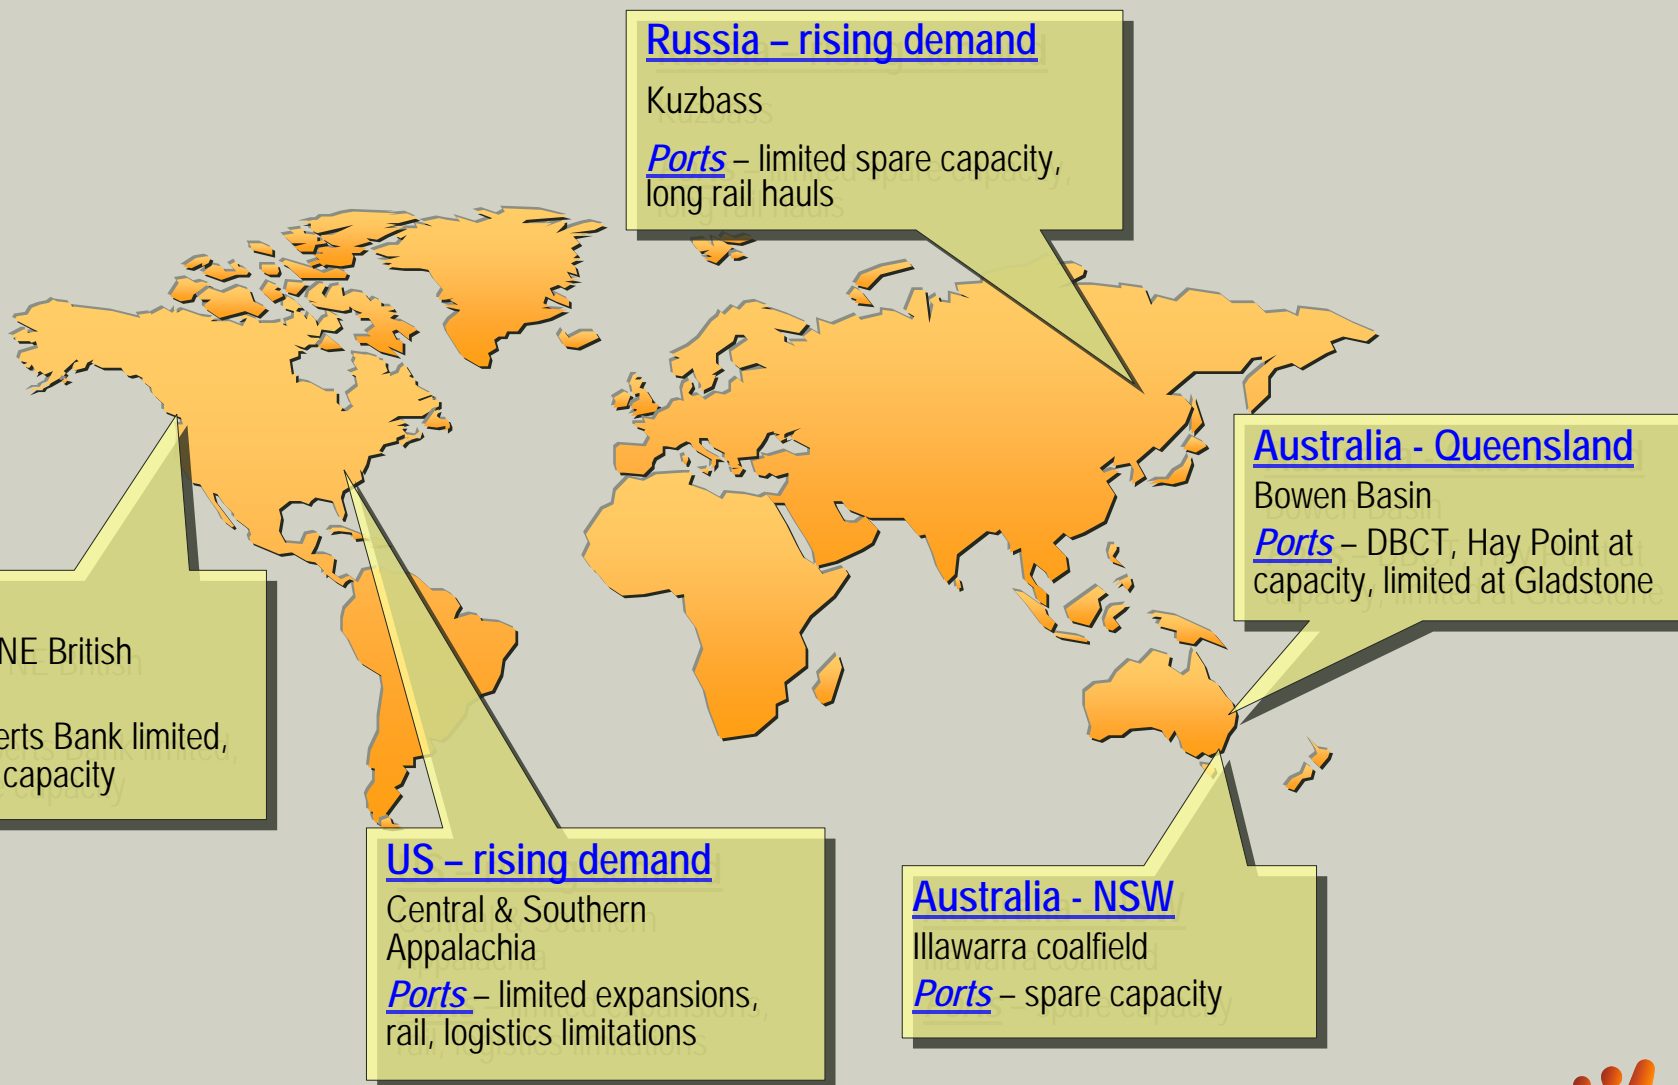 Russia – rising demand
Kuzbass
Ports – limited spare capacity,
long rail hauls
Australia - Queensland
Bowen Basin
Ports – DBCT, Hay Point at
capacity, limited at Gladstone
NE British
Bank limited,
capacity
US – rising demand
Central & Southern
Appalachia
Ports – limited expansions,
rail, logistics limitations
Australia - NSW
Illawarra coalfield
Ports – spare capacity